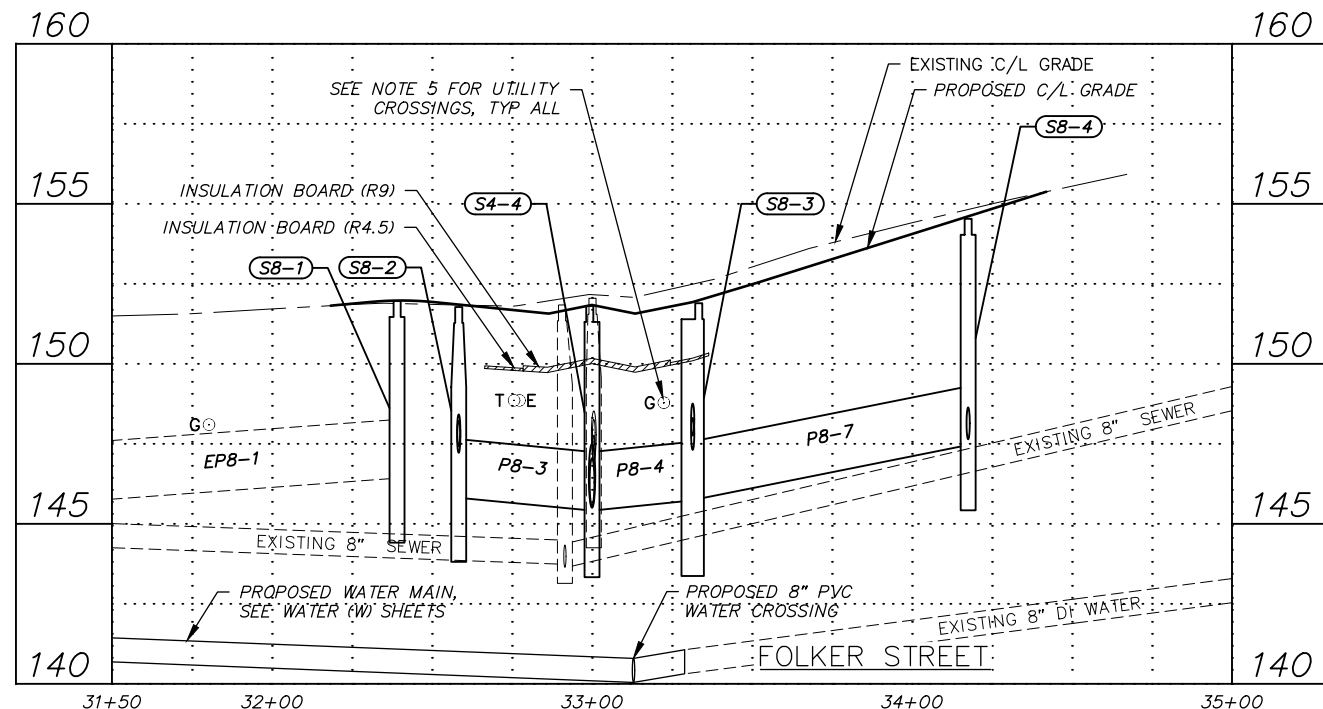 160
160
EXISTING C/L GRADE
SEE NOTE 5 FOR UTILITY
CROSSINGS, TYP ALL
PROPOSED C/L GRADE
S8-4
155
155
INSULATION BOARD (R9)
S4-4
S8-3
INSULATION BOARD (R4.5)
S8-1
S8-2
150
150
T E
G
G
EP8-1
P8-3
P8-4
P8-7
EXISTING 8" SEWER
145
145
EXISTING 8" SEWER
PROPOSED WATER MAIN,
SEE WATER (W) SHEETS
PROPOSED 8" PVC
WATER CROSSING
EXISTING 8" DI WATER
FOLKER STREET
140
140
31+50
32+00
33+00
34+00
35+00